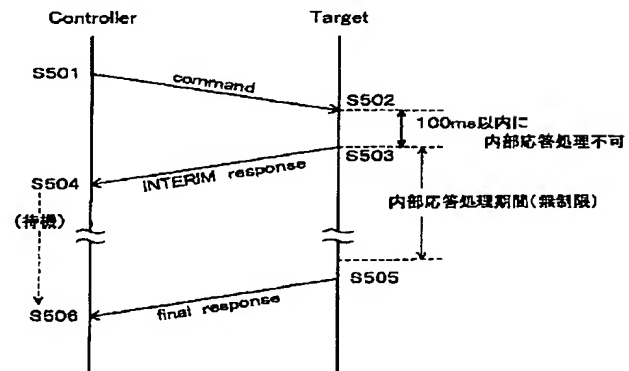 Controller
Target
S501
command
S502
100ms以内に
内部応答処理不可
S503
INTERIM response
S504
(待機)
内部応答処理期間(無制限)
S505
final response
S506